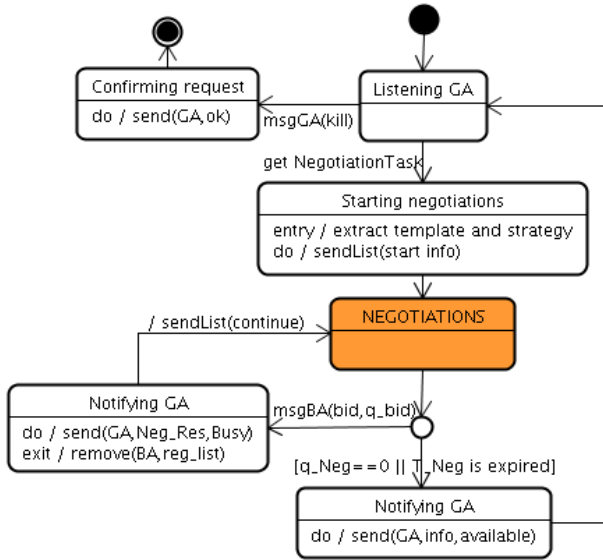 Confirming request
do / send(GA,ok)
Listening GA
msgGA(kill)
get NegotiationTask
Starting negotiations
entry / extract template and strategy
do / sendList(start info)
/ sendList(continue)
NEGOTIATIONS
Notifying GA
do / send(GA,Neg_Res,Busy)
exit / remove(BA,reg_list)
msgBA(bid,q_bid)
[q_Neg==0 || T_Neg is expired]
Notifying GA
do / send(GA,info,available)